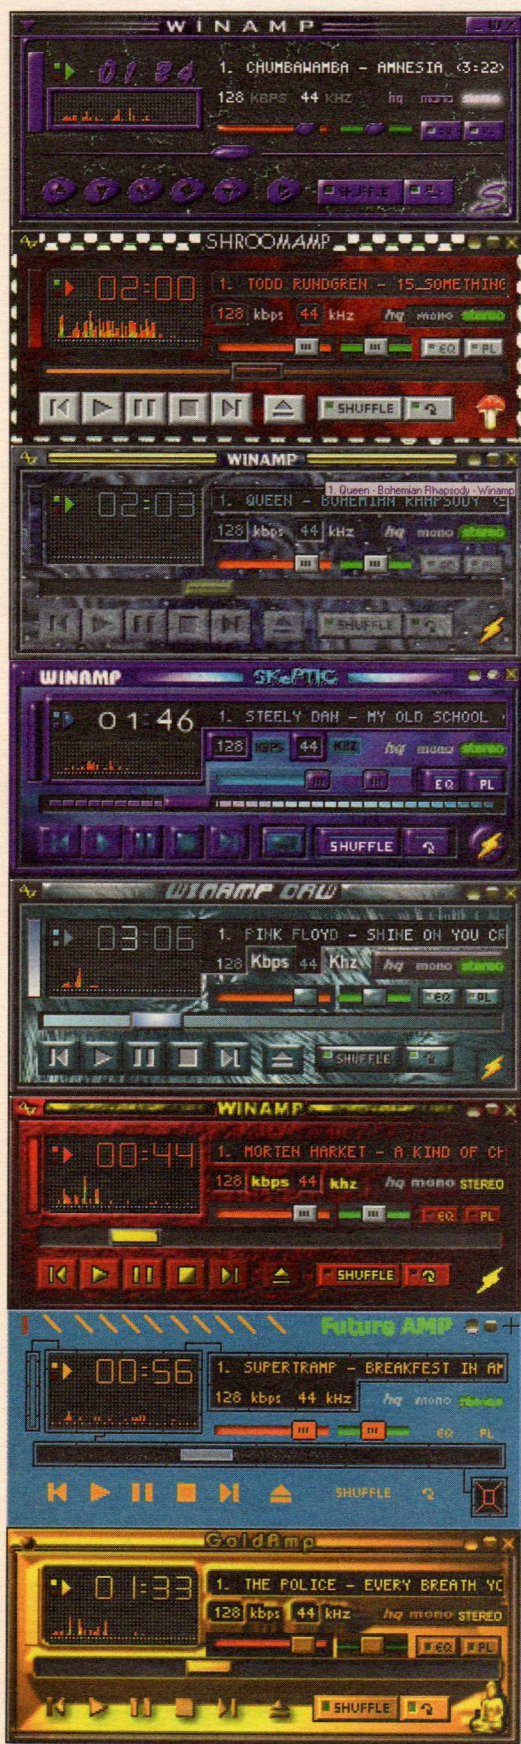 WINAMP
01 34
1. CHUMBAWAMBA - AMNESIA <3:22>
128 KBPS 44 KHZ hq mono stereo
SHUFFLE
S
SHROOMAMP
02:00
1. TODD RUNDGREN - 15_SOMETHING
128 kbps 44 kHz hq mono stereo
EQ PL
SHUFFLE
WINAMP
1. Queen - Bohemian Rhapsody - Winamp
02:03
1. QUEEN - BOHEMIAN RHAPSODY <5
128 kbps 44 kHz hq mono stereo
EQ PL
SHUFFLE
WINAMP SKePTIC
01:46
1. STEELY DAN - MY OLD SCHOOL
128 KBPS 44 KHZ hq mono stereo
EQ PL
SHUFFLE
WINAMP DRW
03:06
1. PINK FLOYD - SHINE ON YOU CR
128 Kbps 44 Khz hq mono stereo
EQ PL
SHUFFLE
WINAMP
00:44
1. MORTEN HARKET - A KIND OF CH
128 kbps 44 khz hq mono STEREO
EQ PL
SHUFFLE
Future AMP
00:56
1. SUPERTRAMP - BREAKFEST IN AM
128 kbps 44 kHz hq mono stereo
EQ PL
SHUFFLE
GoldAmp
01:33
1. THE POLICE - EVERY BREATH YO
128 kbps 44 kHz hq mono STEREO
EQ PL
SHUFFLE